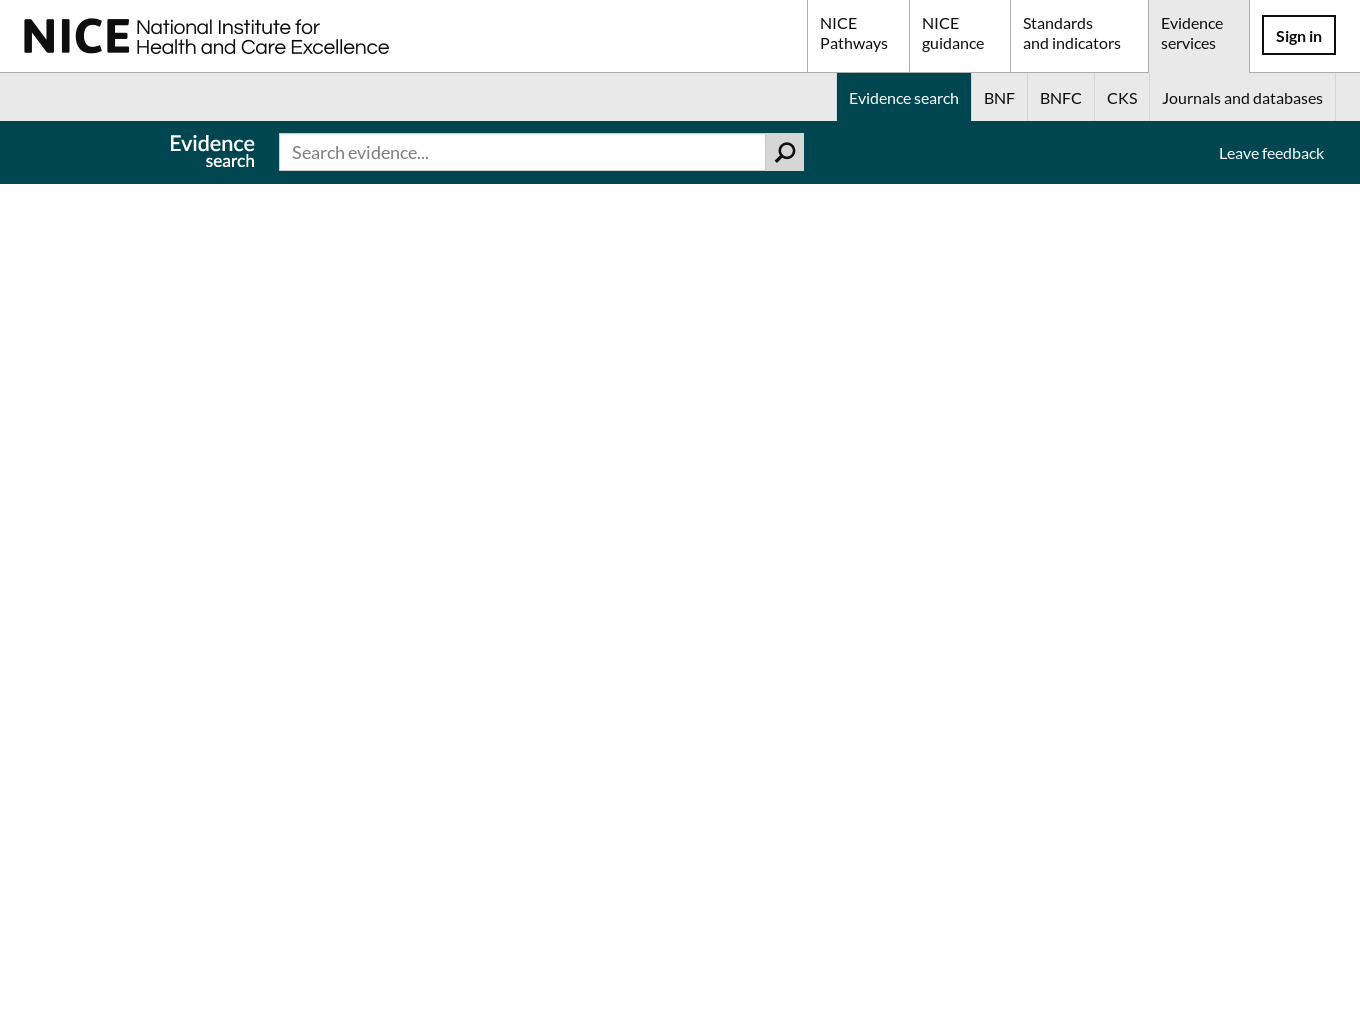 NICE National Institute for
Health and Care Excellence
NICE
Pathways
NICE
guidance
Standards
and indicators
Evidence
services
Sign in
Evidence search
BNF
BNFC
CKS
Journals and databases
Evidence
search
Search evidence...
Leave feedback